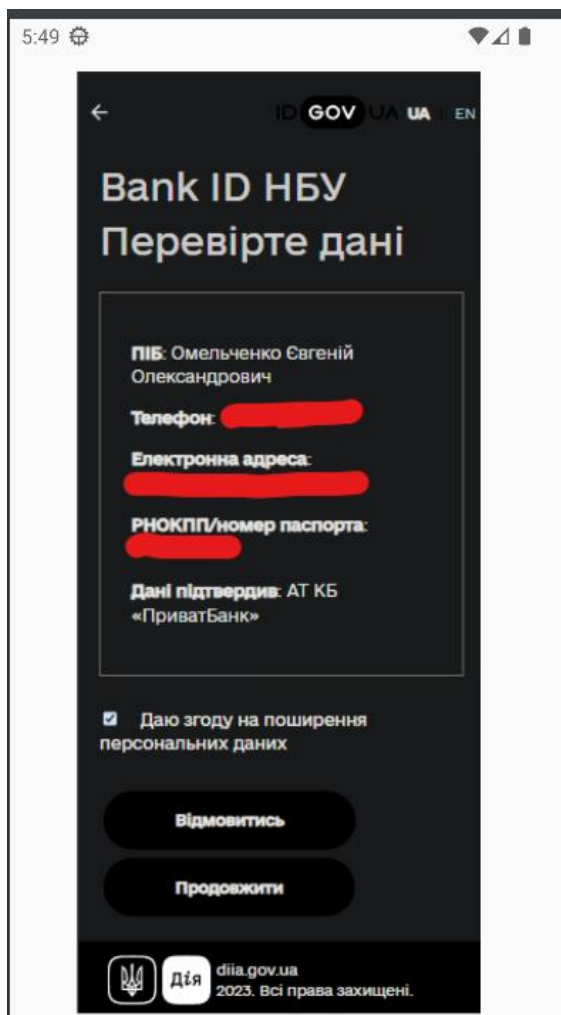 5:49
ID GOV UA UA | EN
Bank ID НБУ
Перевірте дані
ПІБ: Омельченко Євгеній
Олександрович
Телефон:
Електронна адреса:
РНОКПП/номер паспорта:
Дані підтвердив: АТ КБ
«ПриватБанк»
Даю згоду на поширення
персональних даних
Відмовитись
Продовжити
Дія
diia.gov.ua
2023. Всі права захищені.